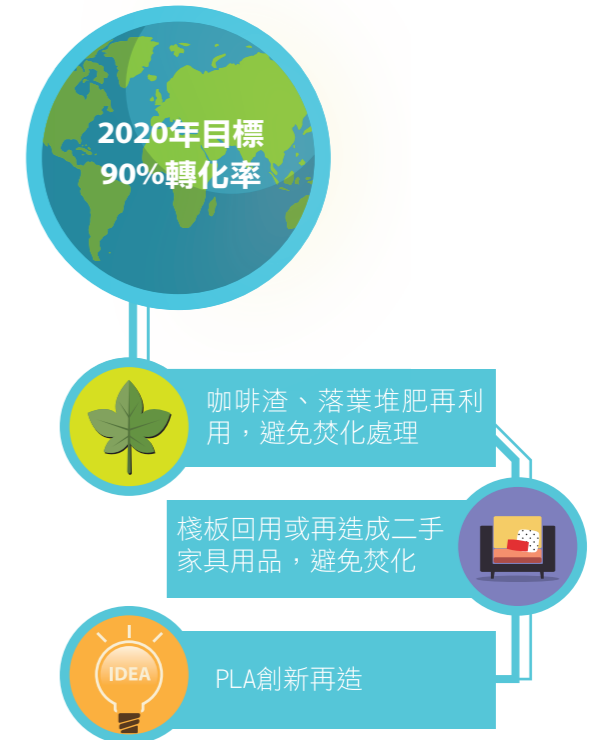 2020年目標
90%轉化率
咖啡渣、落葉堆肥再利
用，避免焚化處理
棧板回用或再造成二手
家具用品，避免焚化
IDEA
PLA創新再造